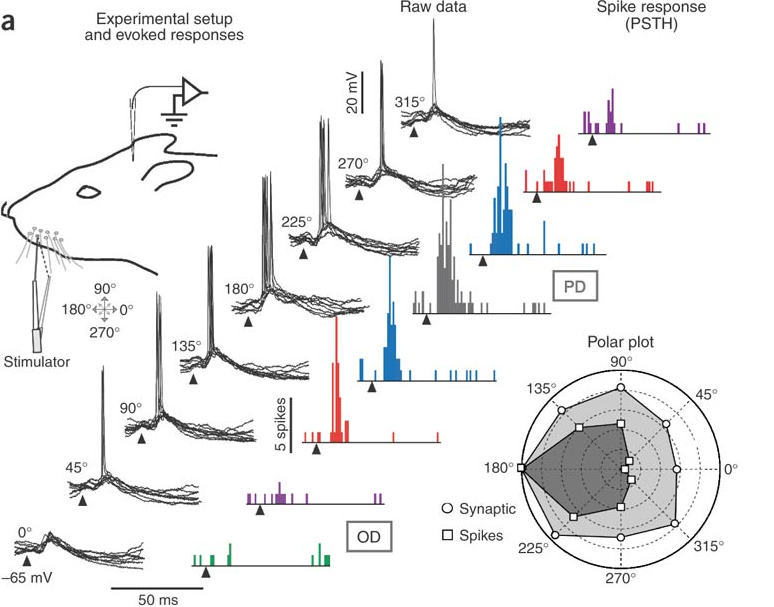 a
Experimental setup
and evoked responses
Raw data
Spike response
(PSTH)
20 mV
315°
270°
225°
180°
135°
90°
45°
0°
–65 mV
50 ms
90°
180°
0°
270°
Stimulator
5 spikes
PD
OD
Polar plot
90°
135°
45°
180°
0°
225°
315°
270°
Synaptic
Spikes